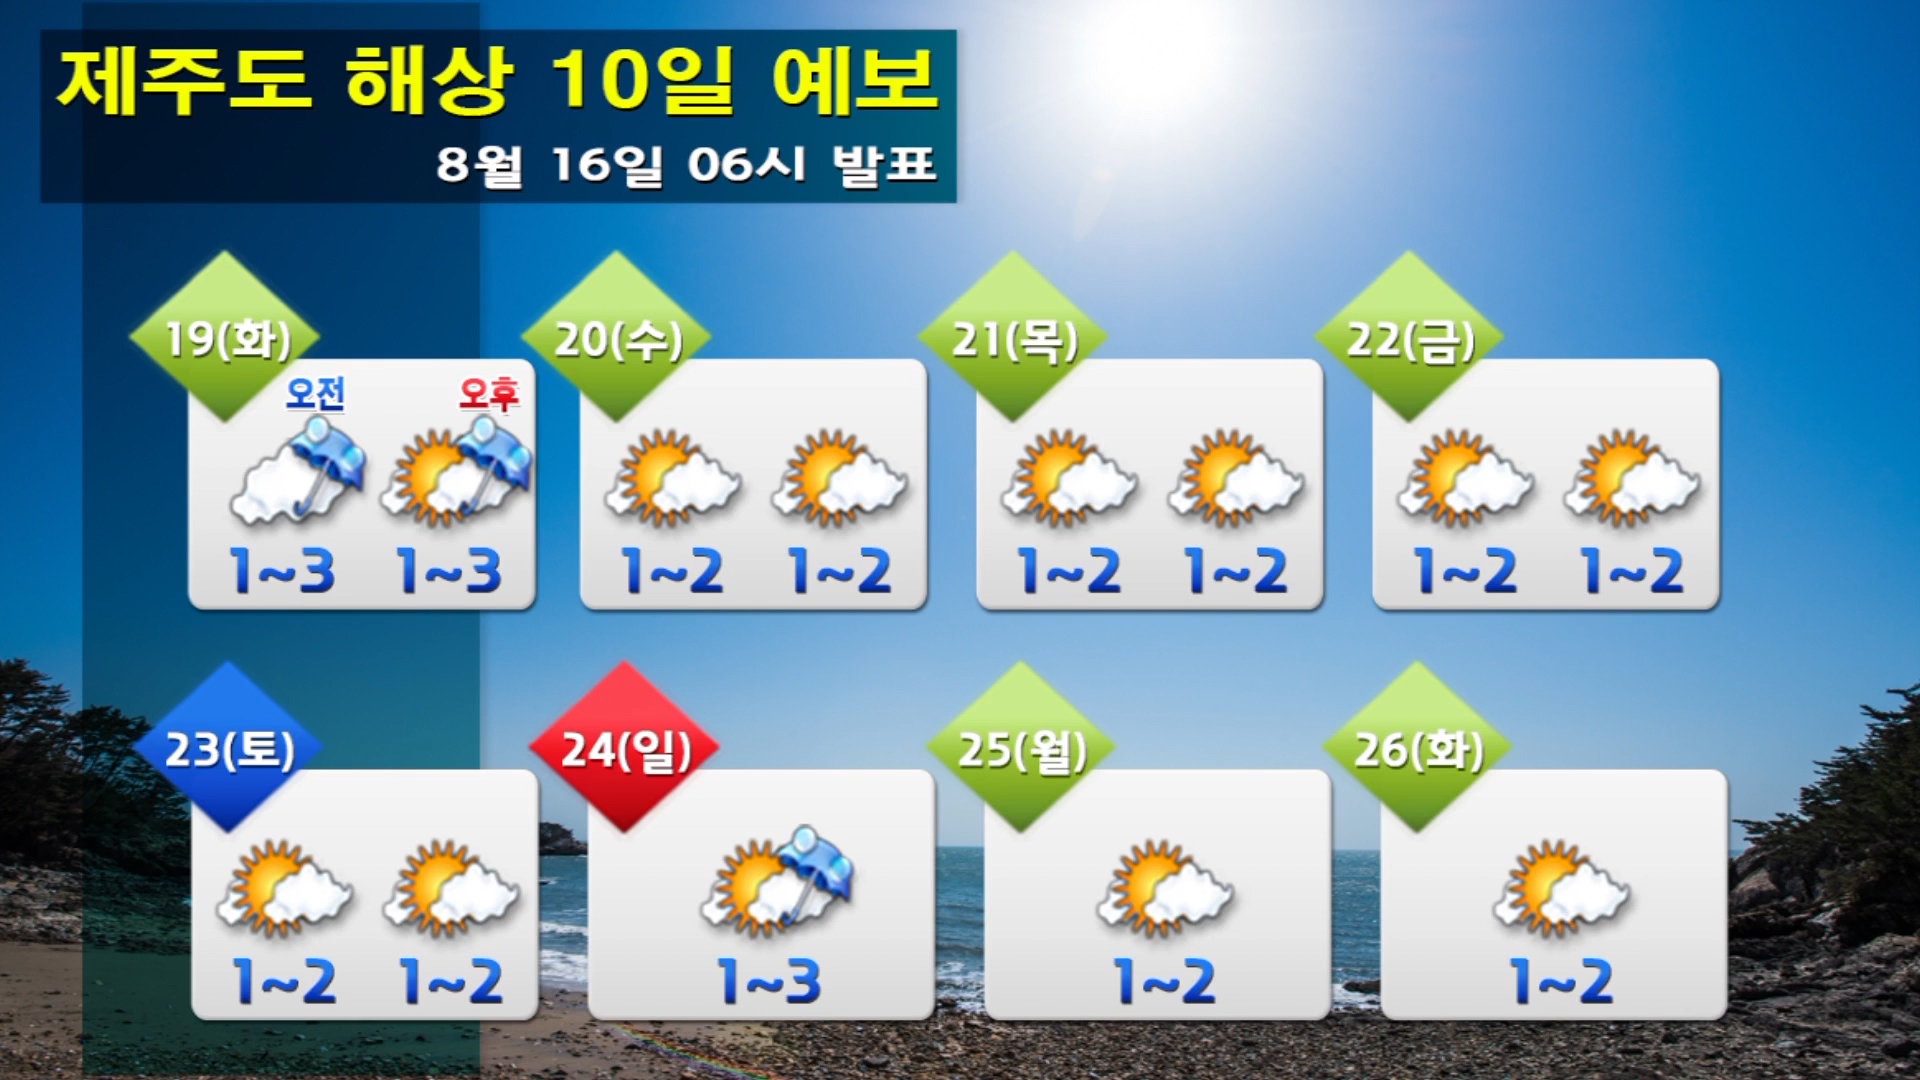 제주도 해상 10일 예보
8월 16일 06시 발표
19(화) 20(수) 21(목) 22(금)
오전 오후
1~3 1~3 1~2 1~2 1~2 1~2 1~2 1~2
23(토) 24(일) 25(월) 26(화)
1~2 1~2 1~3 1~2 1~2